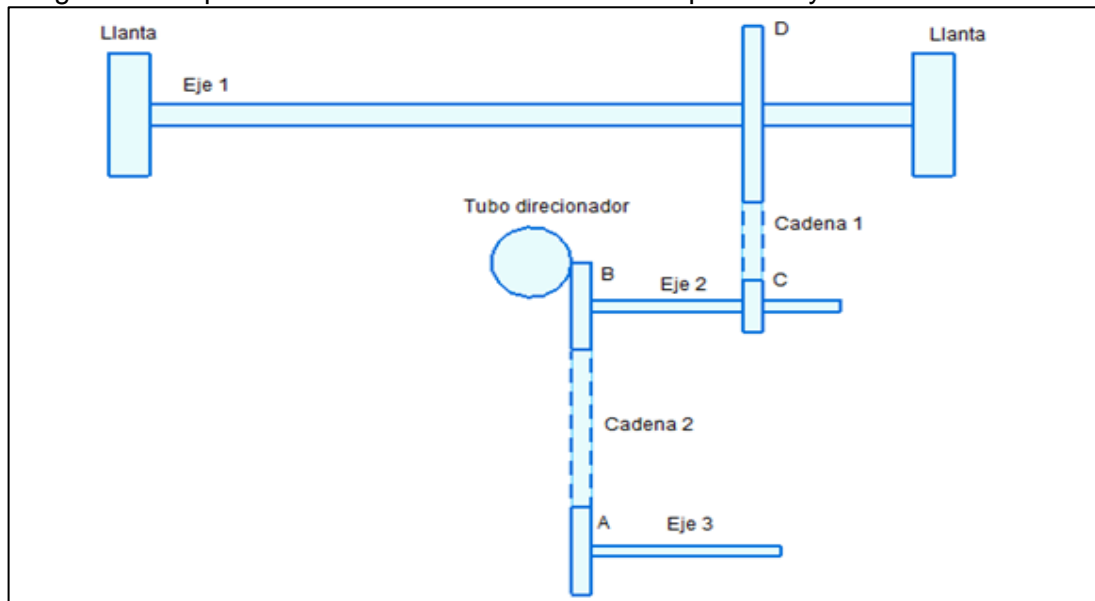 Llanta
D
Llanta
Eje 1
Tubo direcionador
Cadena 1
B
Eje 2
C
Cadena 2
A
Eje 3